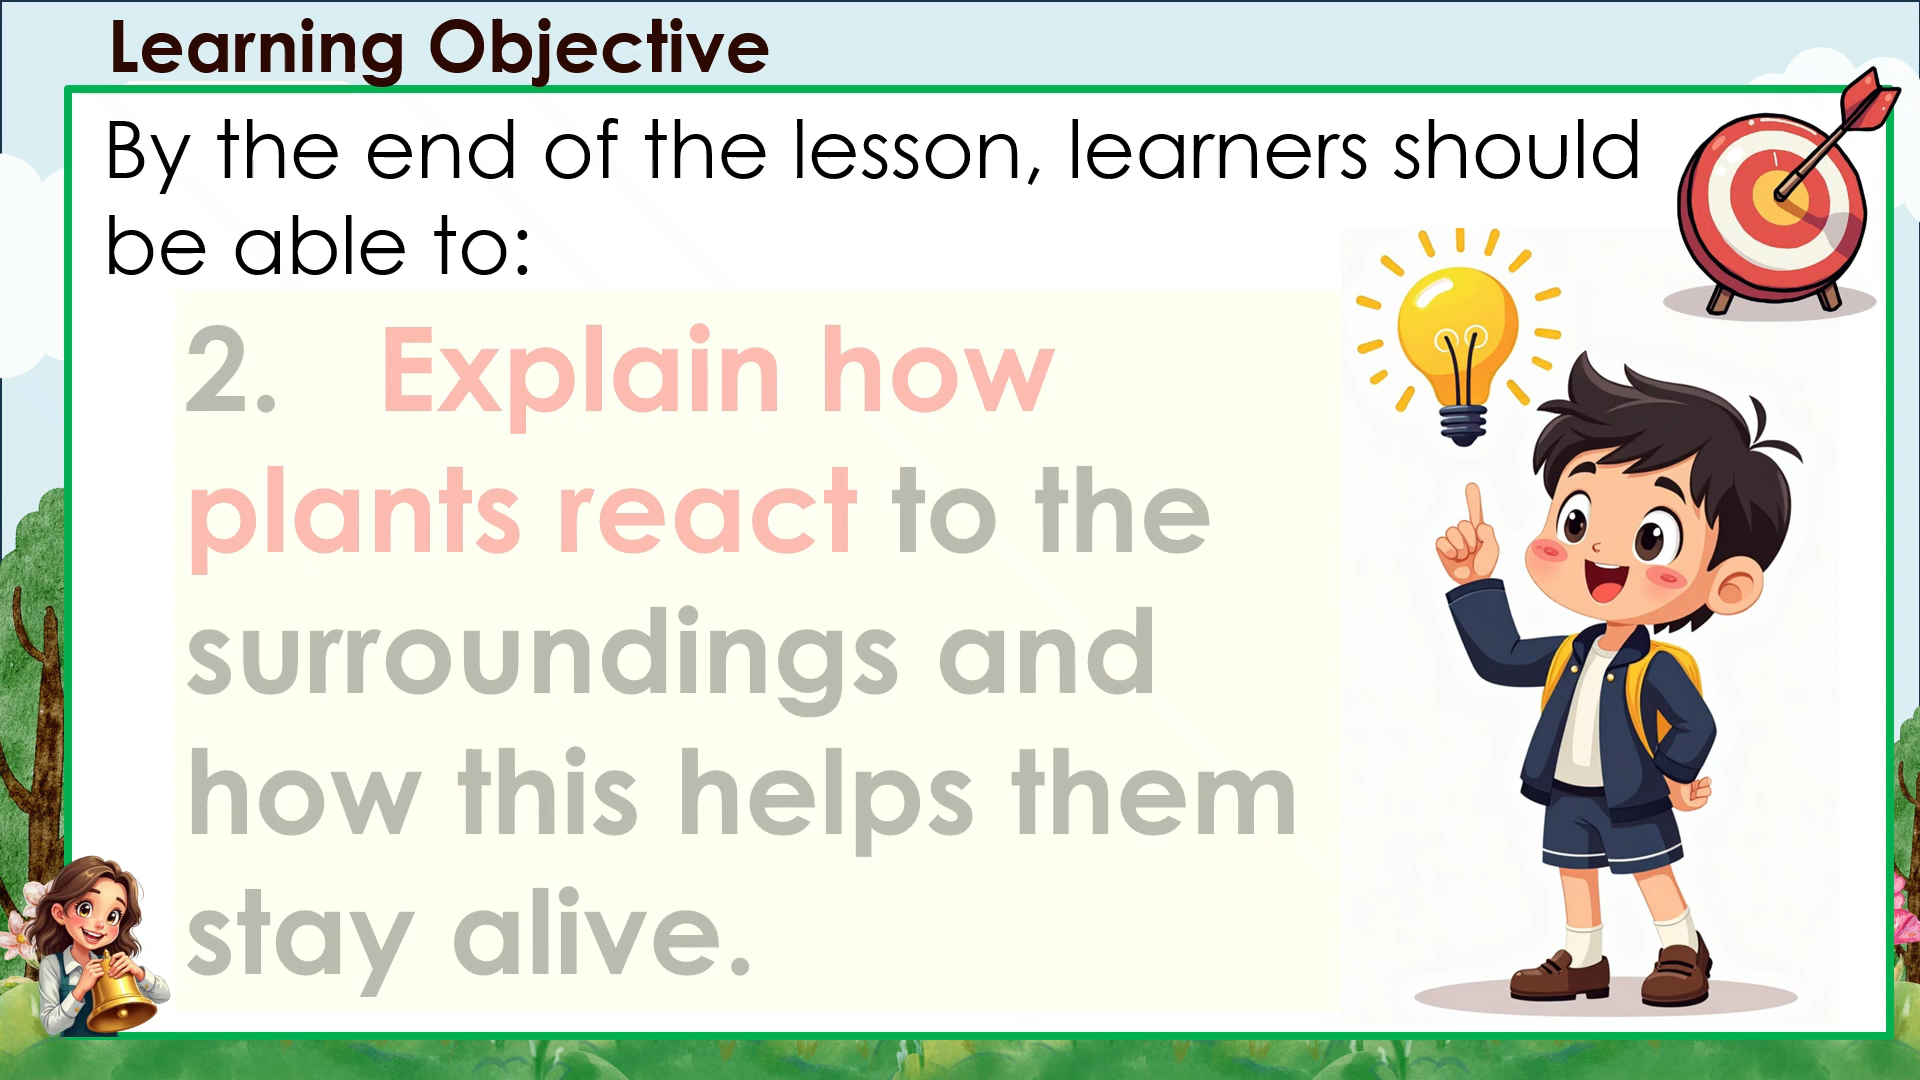 Learning Objective
By the end of the lesson, learners should
be able to:
2. Explain how
plants react to the
surroundings and
how this helps them
stay alive.